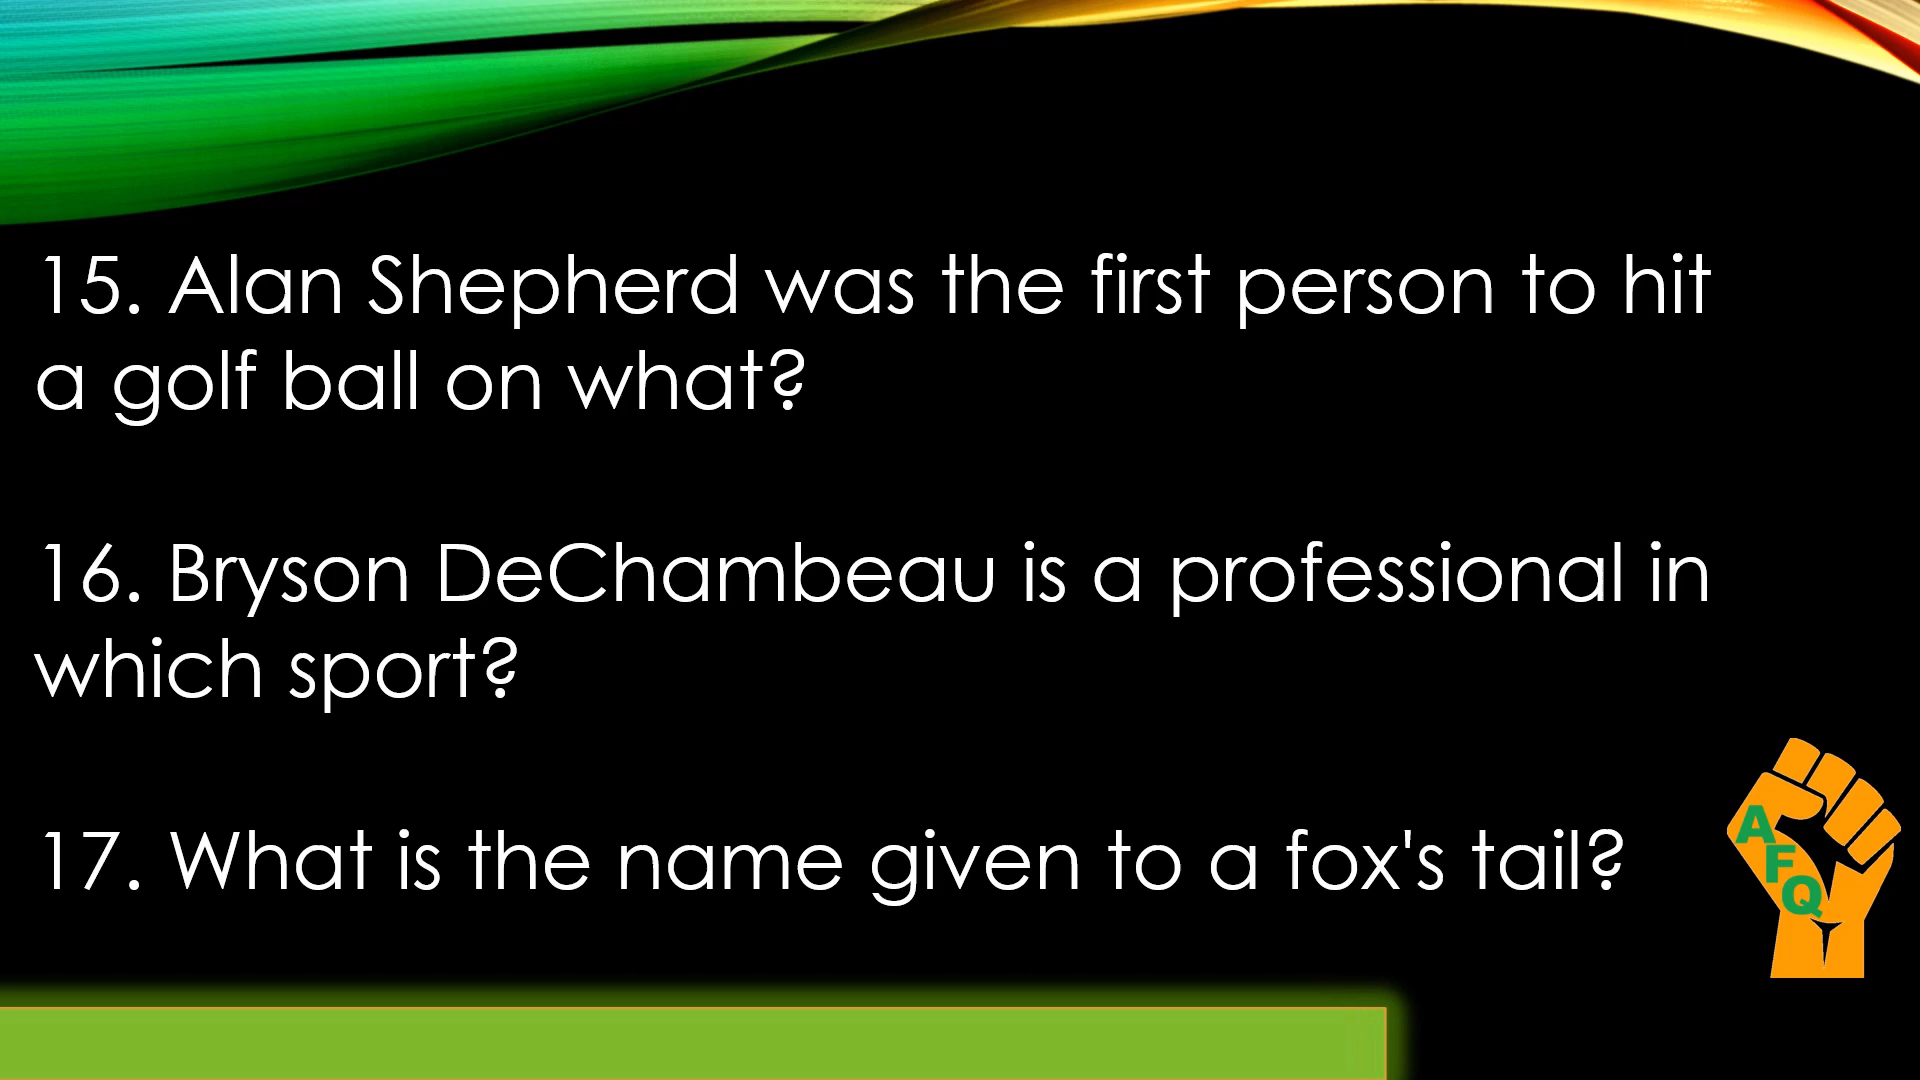 15. Alan Shepherd was the first person to hit
a golf ball on what?
16. Bryson DeChambeau is a professional in
which sport?
17. What is the name given to a fox's tail?
A
F
Q